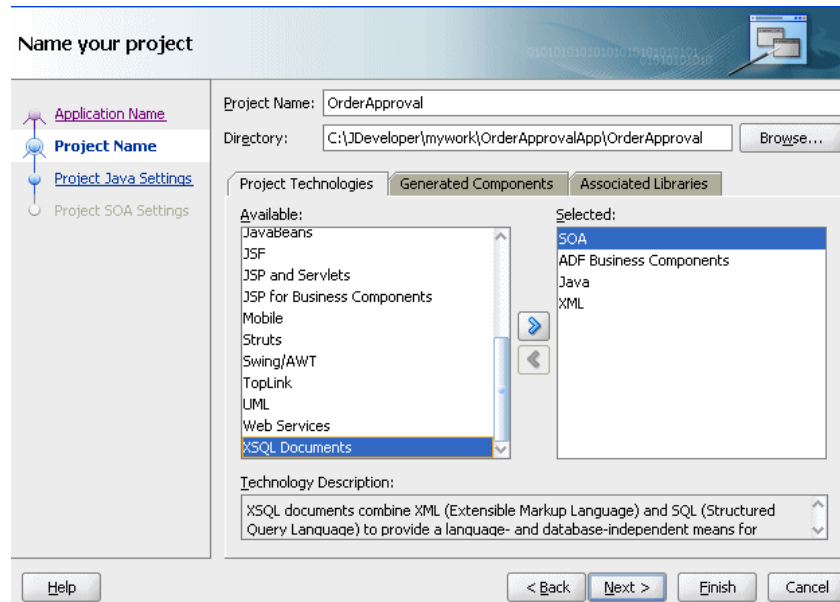 Name your project
010101010101010101010101
01010101010
Application Name
Project Name
Project Java Settings
Project SOA Settings
Project Name: OrderApproval
Directory: C:\JDeveloper\mywork\OrderApprovalApp\OrderApproval Browse...
Project Technologies Generated Components Associated Libraries
Available:
JavaBeans
JSF
JSP and Servlets
JSP for Business Components
Mobile
Struts
Swing/AWT
TopLink
UML
Web Services
XSQL Documents
Selected:
SOA
ADF Business Components
Java
XML
Technology Description:
XSQL documents combine XML (Extensible Markup Language) and SQL (Structured
Query Language) to provide a language- and database-independent means for
Help < Back Next > Finish Cancel